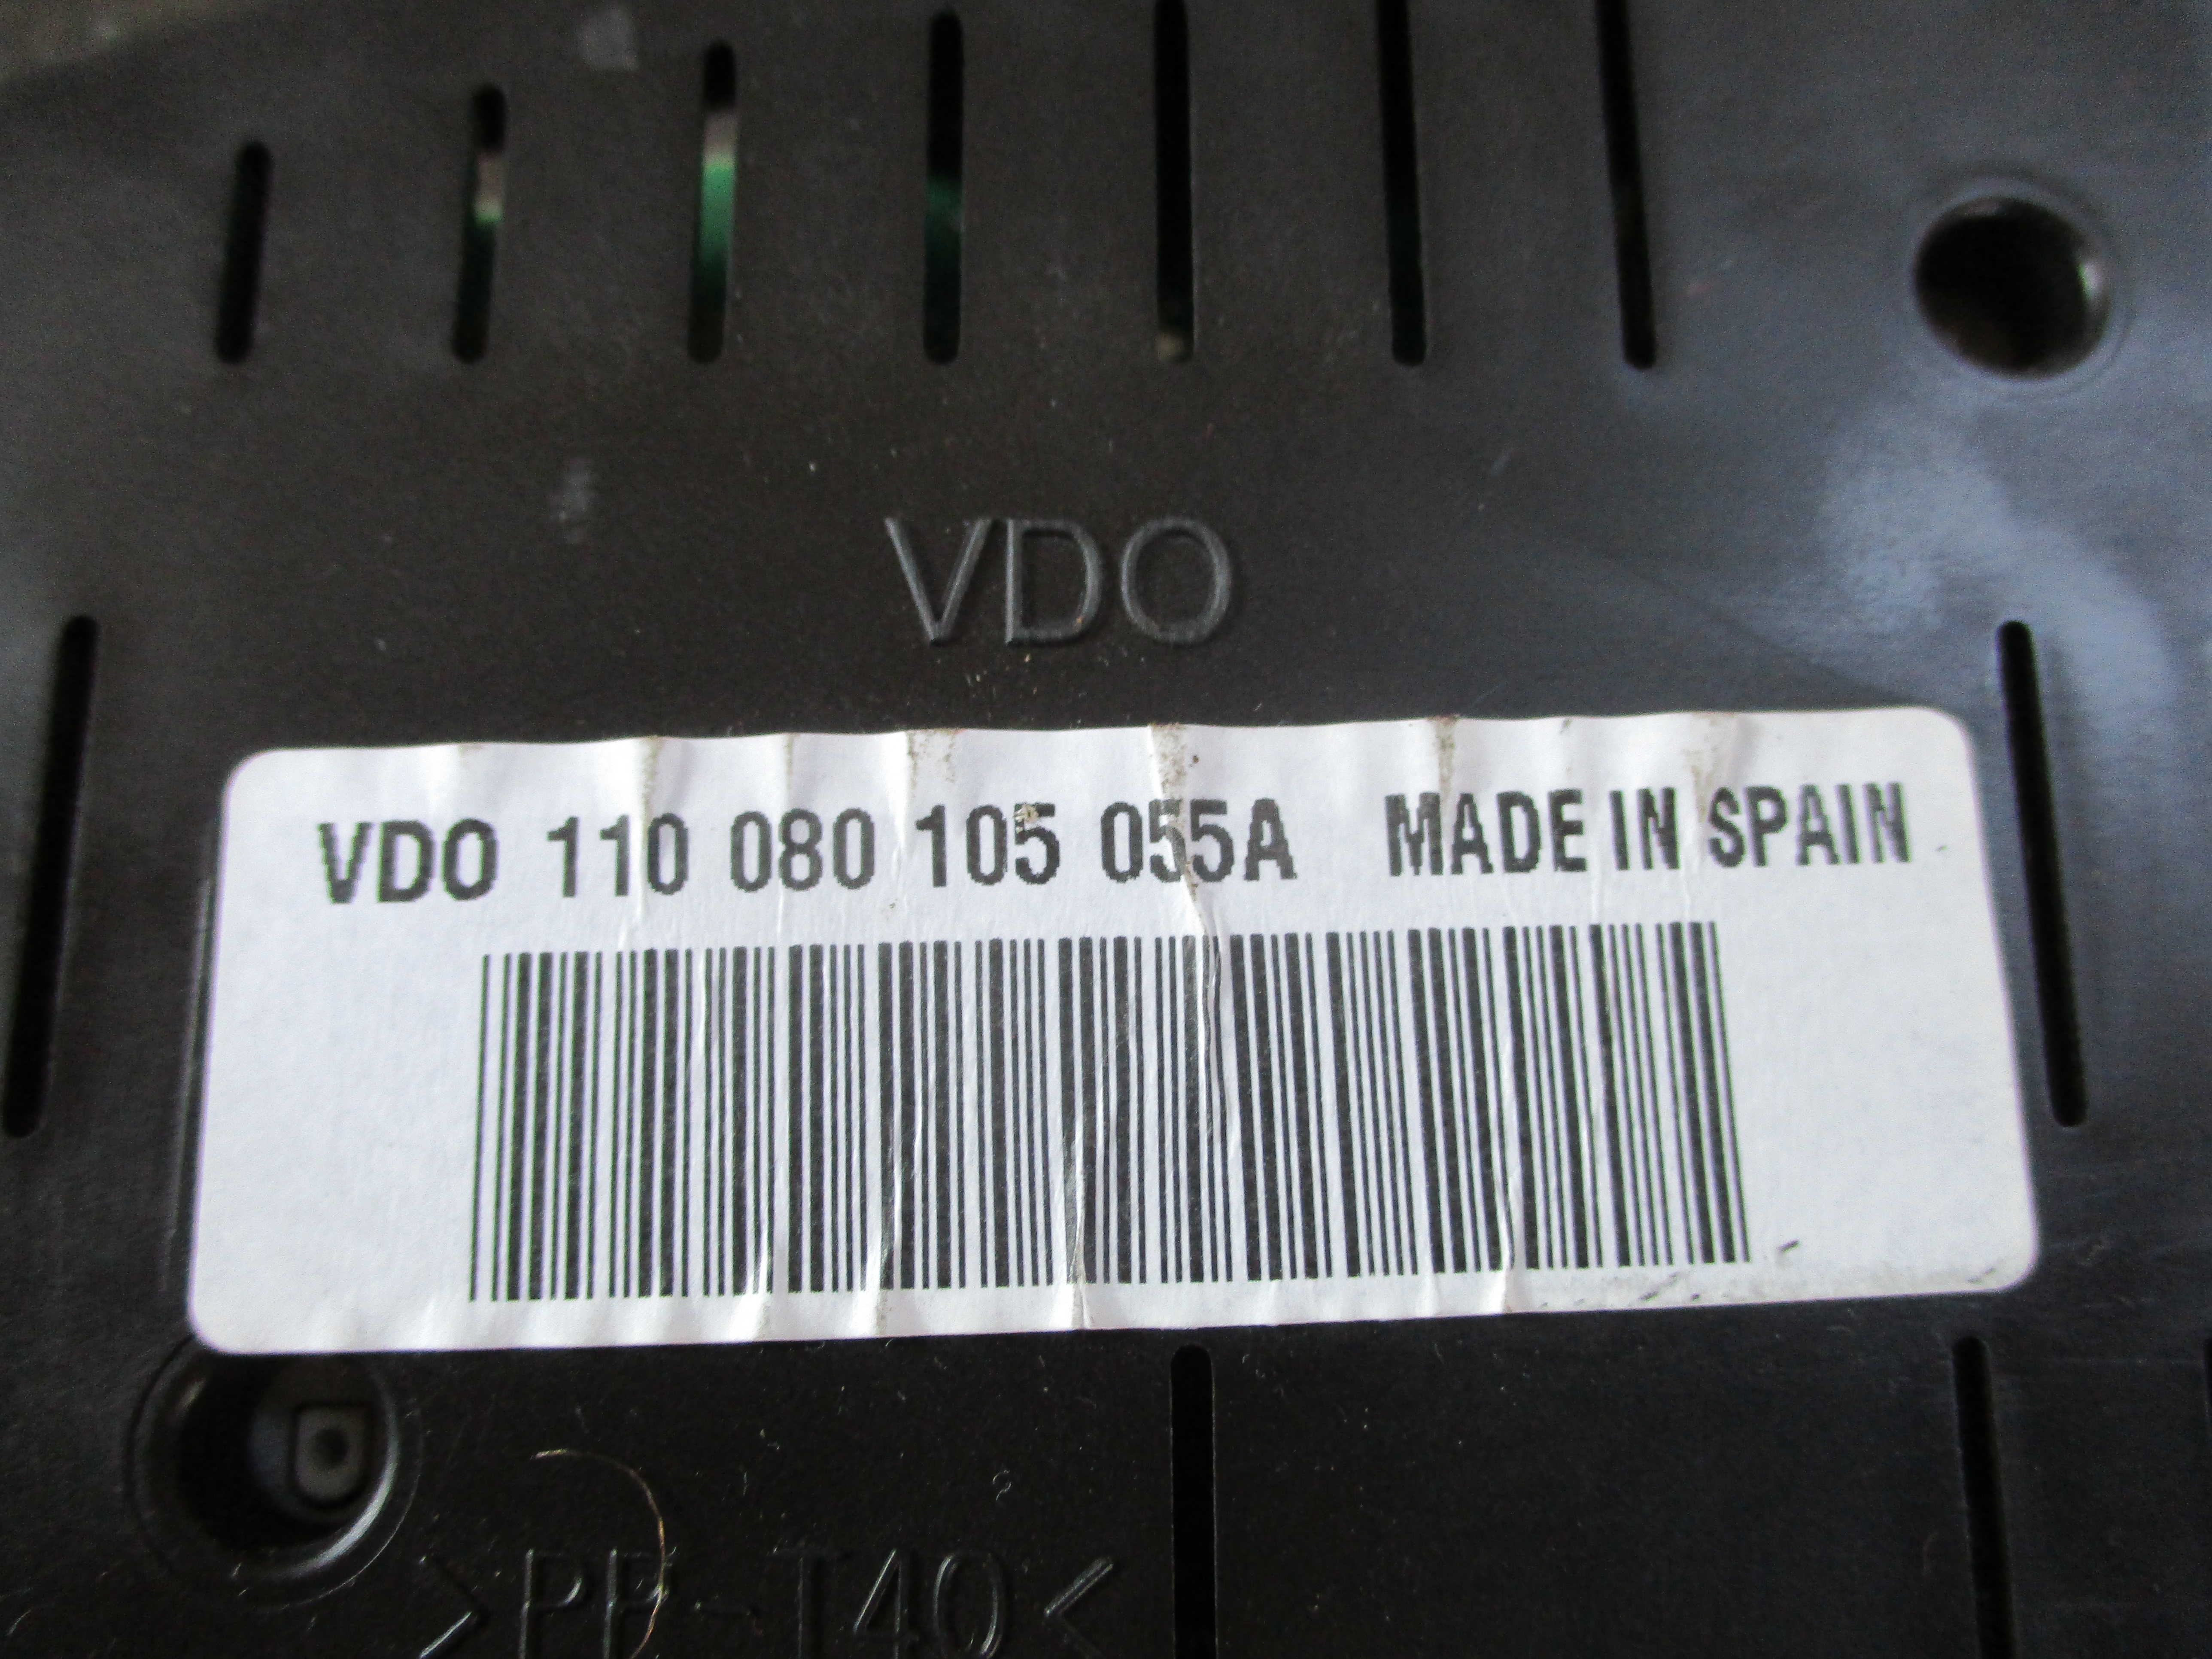 VDO
VDO 110 080 105 055A MADE IN SPAIN
>PP-T40<